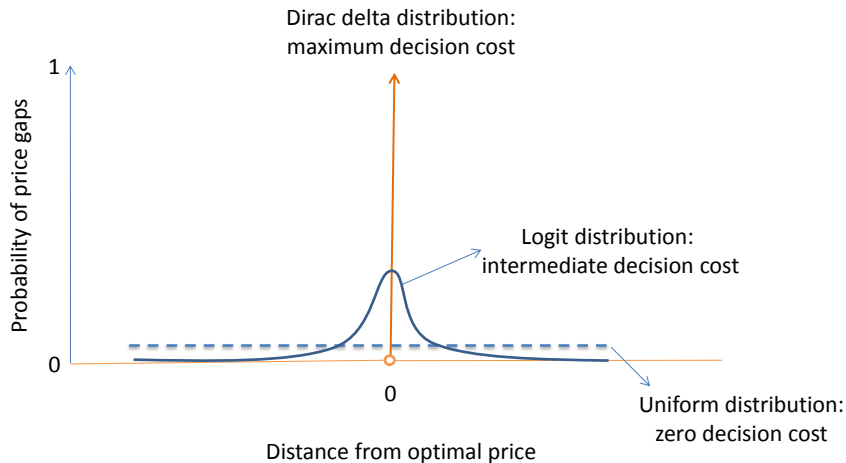 Dirac delta distribution:
maximum decision cost
1
Probability of price gaps
Logit distribution:
intermediate decision cost
0
0
Uniform distribution:
zero decision cost
Distance from optimal price